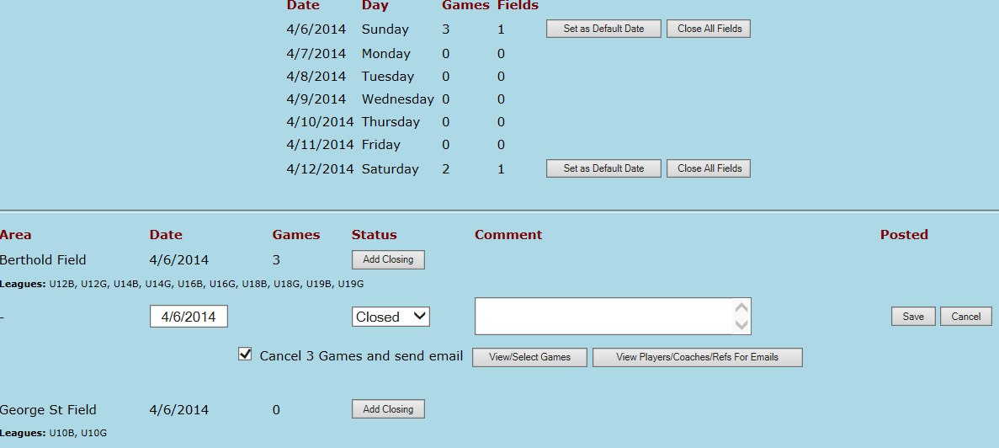 Date Day Games Fields
4/6/2014 Sunday 3 1 Set as Default Date Close All Fields
4/7/2014 Monday 0 0
4/8/2014 Tuesday 0 0
4/9/2014 Wednesday 0 0
4/10/2014 Thursday 0 0
4/11/2014 Friday 0 0
4/12/2014 Saturday 2 1 Set as Default Date Close All Fields
Area Date Games Status Comment Posted
Berthold Field 4/6/2014 3 Add Closing
Leagues: U12B, U12G, U14B, U14G, U16B, U16G, U18B, U18G, U19B, U19G
- 4/6/2014 Closed Save Cancel
Cancel 3 Games and send email View/Select Games View Players/Coaches/Refs For Emails
George St Field 4/6/2014 0 Add Closing
Leagues: U10B, U10G